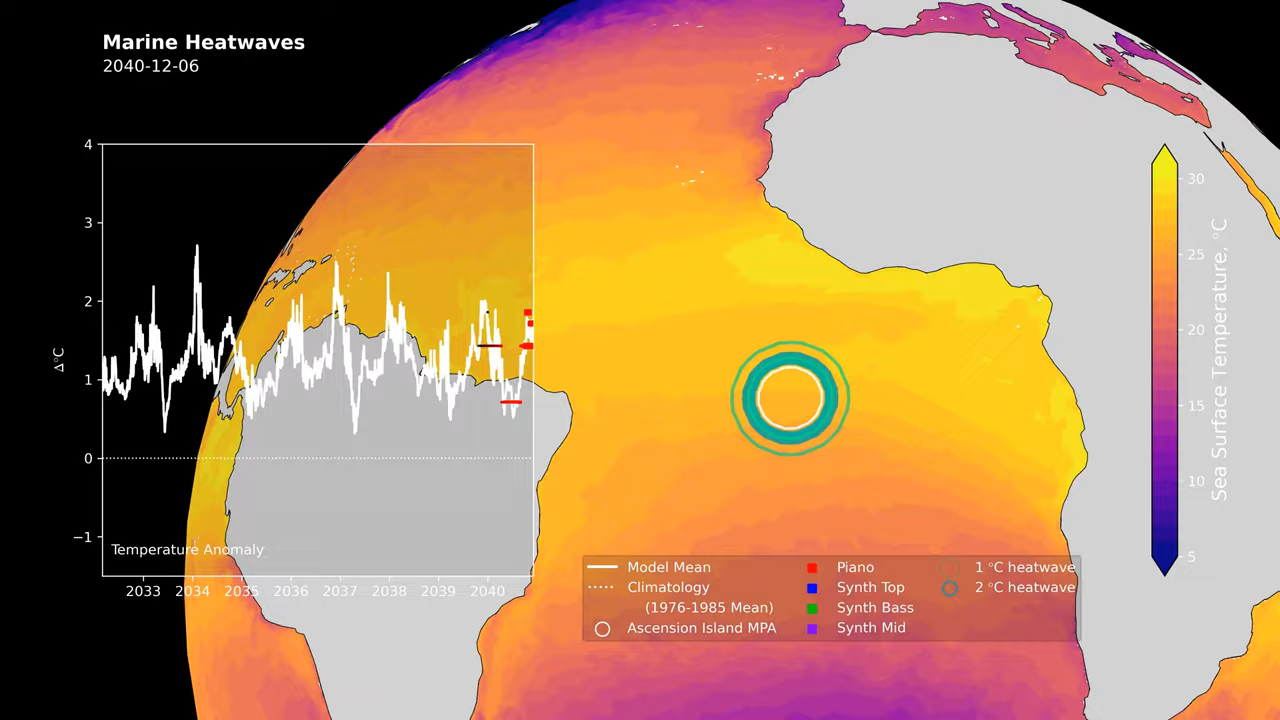 Marine Heatwaves
2040-12-06
4
3
2
1
0
−1
Δ°C
Temperature Anomaly
2033 2034 2035 2036 2037 2038 2039 2040
Model Mean
Climatology
(1976-1985 Mean)
Ascension Island MPA
Piano
Synth Top
Synth Bass
Synth Mid
1 °C heatwave
2 °C heatwave
30
25
20
15
10
5
Sea Surface Temperature, °C